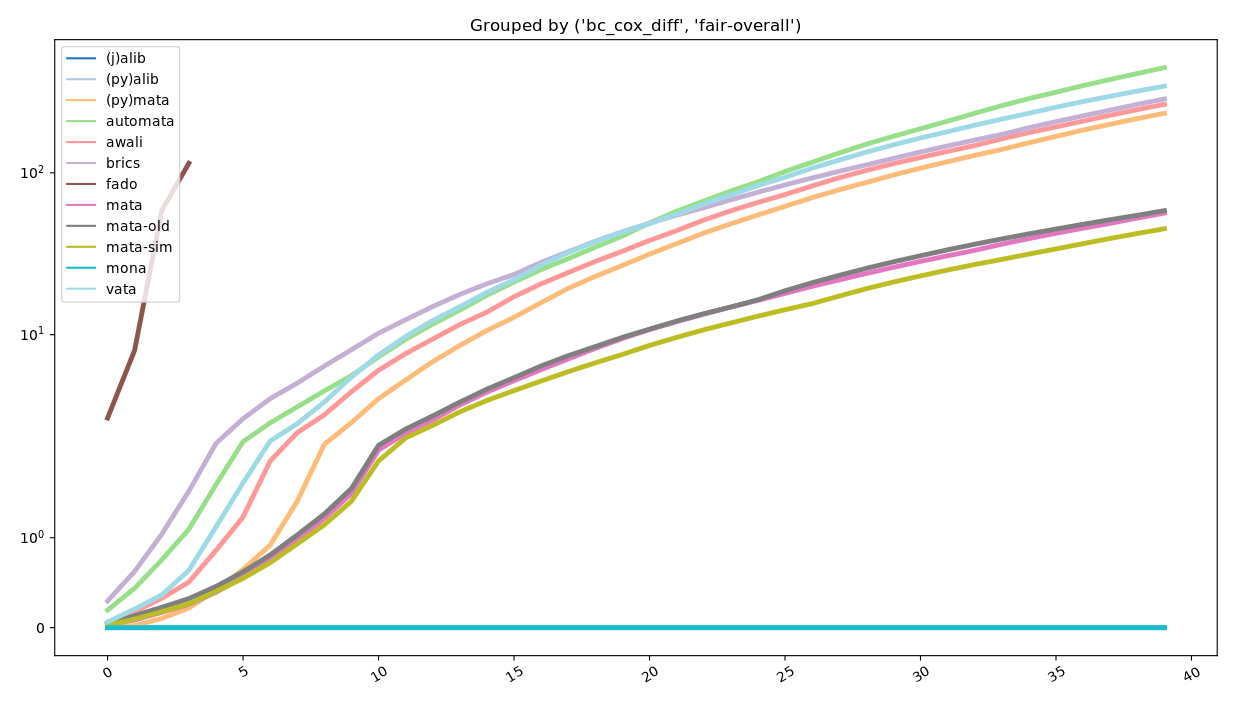 Grouped by ('bc_cox_diff', 'fair-overall')
(j)alib
(py)alib
(py)mata
automata
awali
brics
fado
mata
mata-old
mata-sim
mona
vata
10²
10¹
10⁰
0
0 5 10 15 20 25 30 35 40